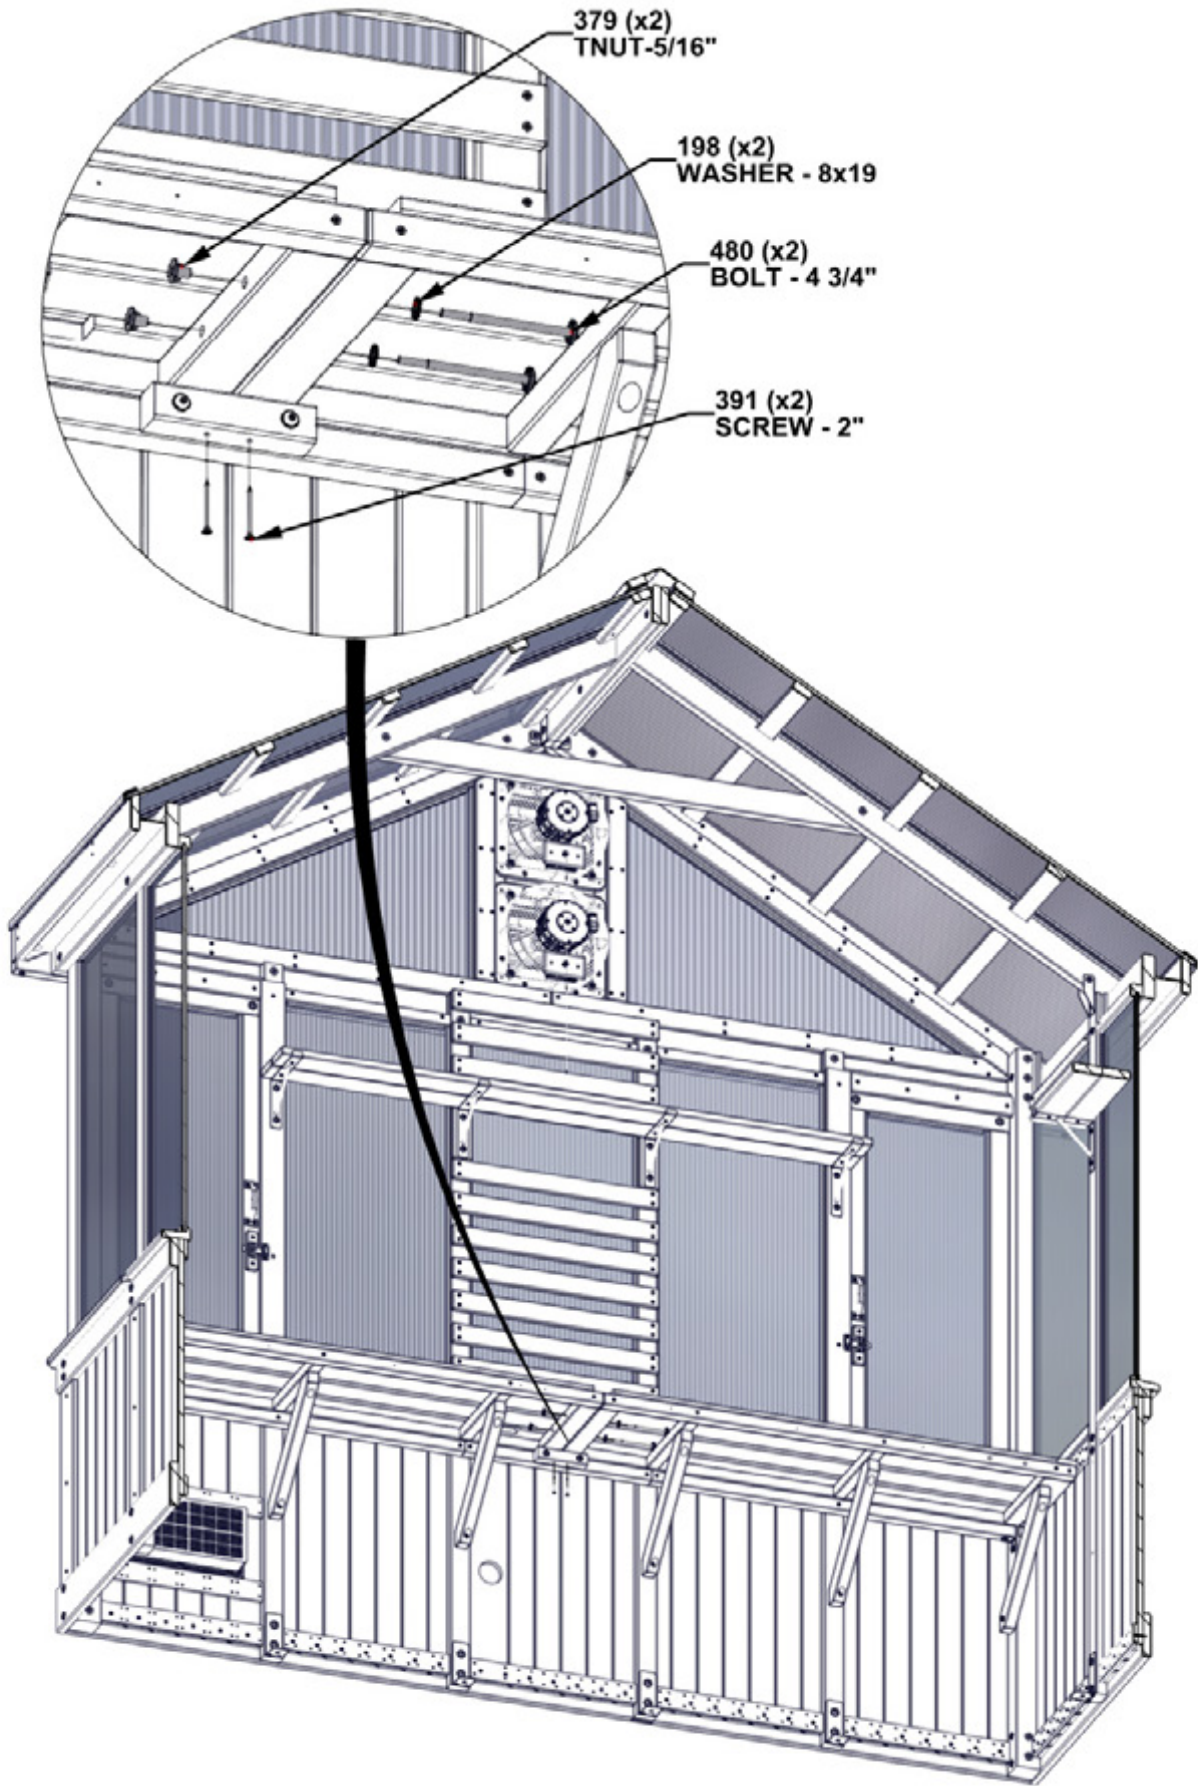 379 (x2)
TNUT-5/16"
198 (x2)
WASHER - 8x19
480 (x2)
BOLT - 4 3/4"
391 (x2)
SCREW - 2"